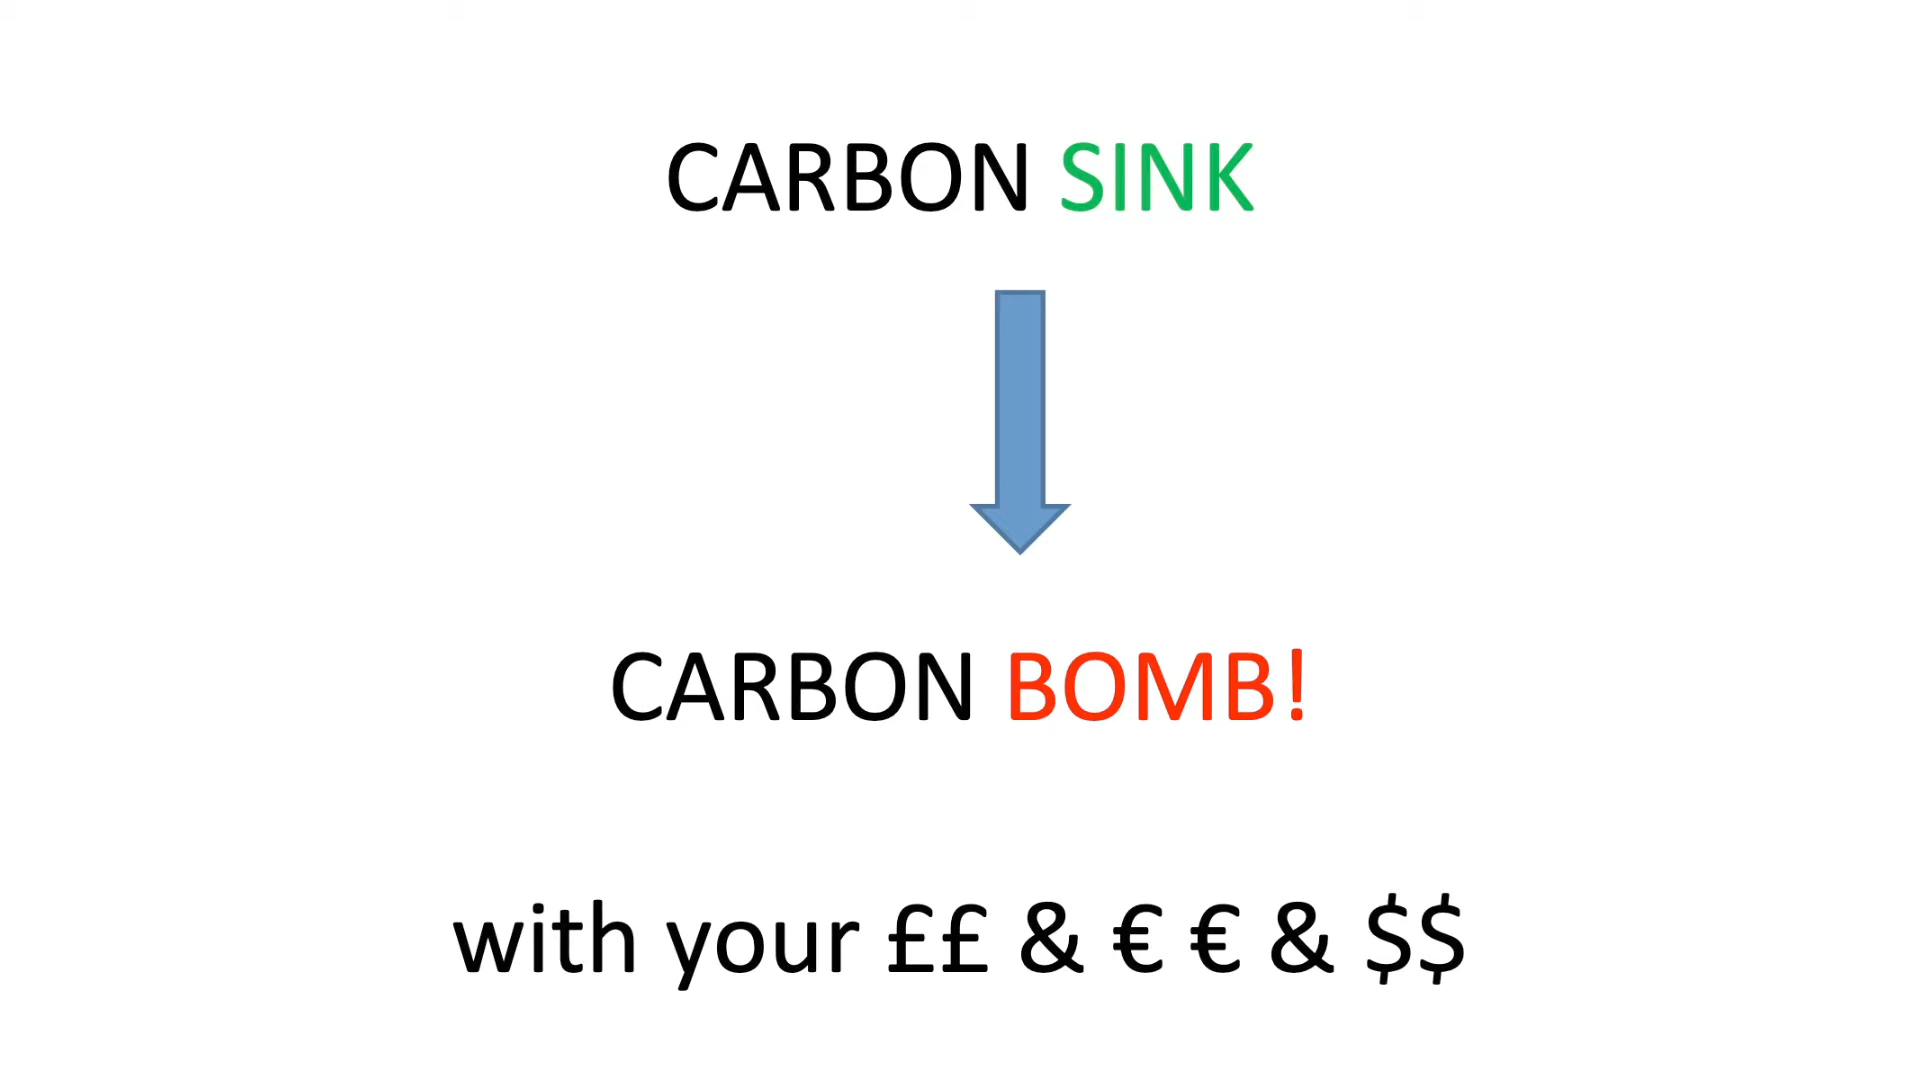 CARBON SINK
CARBON BOMB!
with your ££ & € € & $$